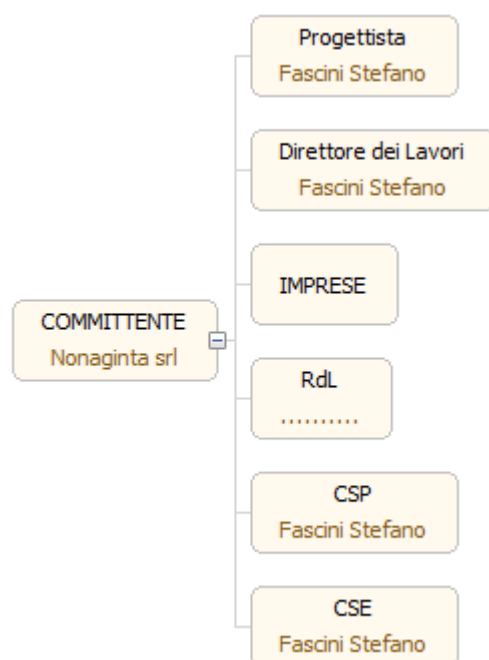 Progettista
Fascini Stefano
Direttore dei Lavori
Fascini Stefano
IMPRESE
COMMITTENTE
Nonaginta srl
RdL
..........
CSP
Fascini Stefano
CSE
Fascini Stefano